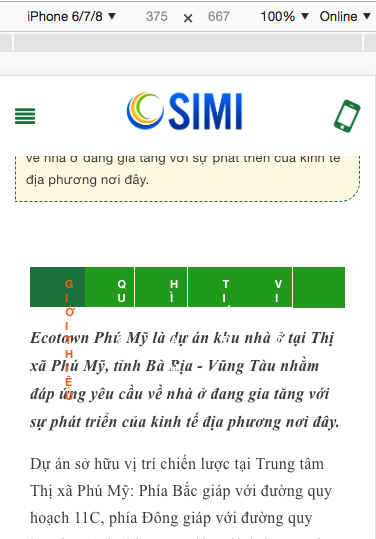 iPhone 6/7/8 ▼ 375 × 667 100% ▼ Online ▼
SIMI
về nhà ở đang gia tăng với sự phát triển của kinh tế
địa phương nơi đây.
GIỚI THIỆU QU HÌ TI VI
Ecotown Phú Mỹ là dự án khu nhà ở tại Thị
xã Phú Mỹ, tỉnh Bà Rịa - Vũng Tàu nhằm
đáp ứng yêu cầu về nhà ở đang gia tăng với
sự phát triển của kinh tế địa phương nơi đây.
Dự án sở hữu vị trí chiến lược tại Trung tâm
Thị xã Phú Mỹ: Phía Bắc giáp với đường quy
hoạch 11C, phía Đông giáp với đường quy